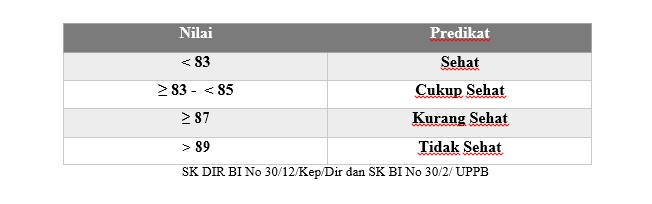 Nilai Predikat
< 83 Sehat
≥ 83 - < 85 Cukup Sehat
≥ 87 Kurang Sehat
> 89 Tidak Sehat
SK DIR BI No 30/12/Kep/Dir dan SK BI No 30/2/ UPPB